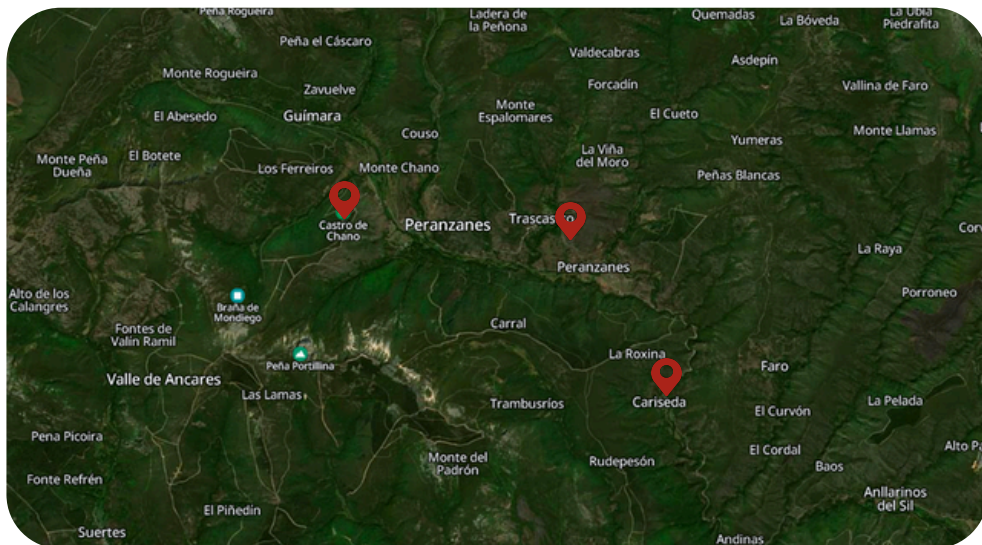 Peña Rogueira
Ladera de
la Peñona
Quemadas
La Bóveda
La Ubia
Piedrafita
Peña el Cáscaro
Valdecabras
Asdepín
Monte Rogueira
Zavuelve
Forcadín
Vallina de Faro
El Abesedo
Guímara
Monte
Espalomares
El Cueto
Couso
Yumeras
Monte Llamas
Monte Peña
Dueña
El Botete
Los Ferreiros
Monte Chano
La Viña
del Moro
Peñas Blancas
Castro de
Chano
Peranzanes
La Raya
Peranzanes
Alto de los
Calangres
Braña de
Mondiego
Porroneo
Fontes de
Valín Ramil
Carral
Peña Portillina
La Roxina
Faro
Valle de Ancares
Las Lamas
Trambusríos
Cariseda
El Curvón
La Pelada
Pena Picoira
Monte del
Padrón
Rudepesón
El Cordal
Baos
Fonte Refrén
Anllarinos
del Sil
El Piñedín
Suertes
Andinas